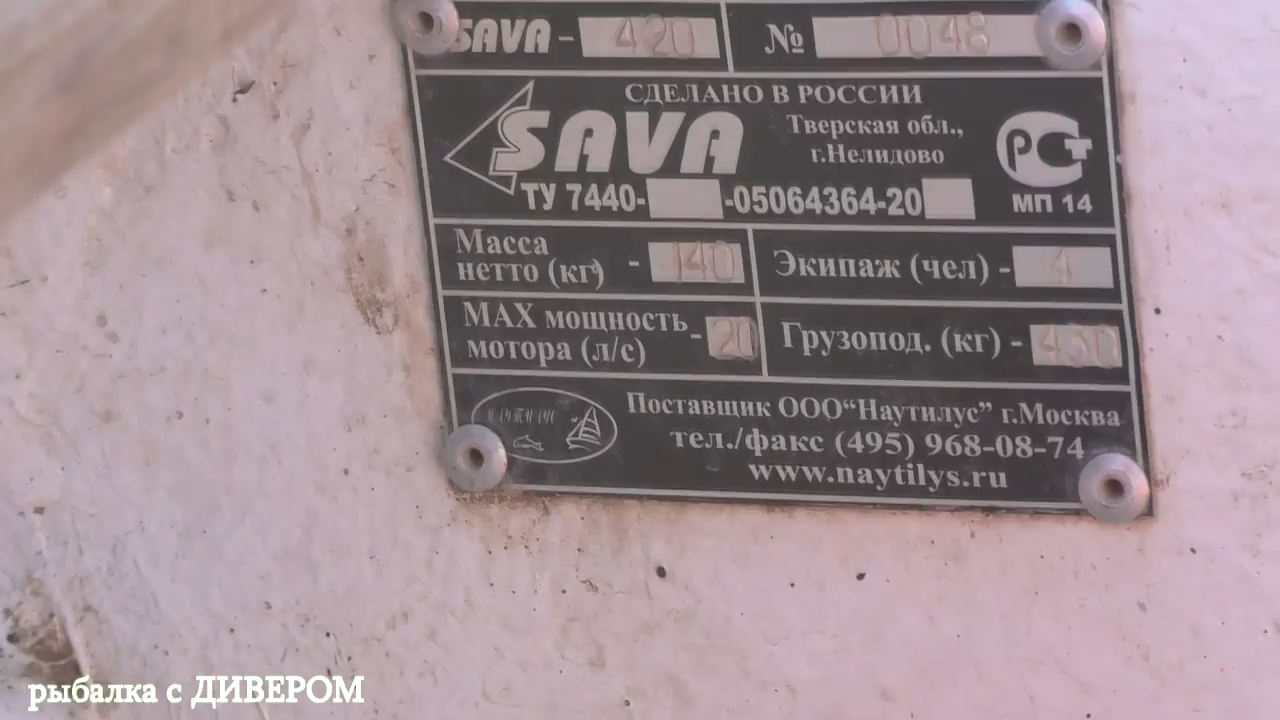 SAVA - 420 № 0048
СДЕЛАНО В РОССИИ
SAVA
Тверская обл.,
г.Нелидово
РСТ
ТУ 7440- -05064364-20
МП 14
Масса
нетто (кг) - 140
Экипаж (чел) - 4
МАХ мощность
мотора (л/с) - 20
Грузопод. (кг) - 430
Поставщик ООО“Наутилус” г.Москва
тел./факс (495) 968-08-74
www.naytilys.ru
рыбалка с ДИВЕРОМ